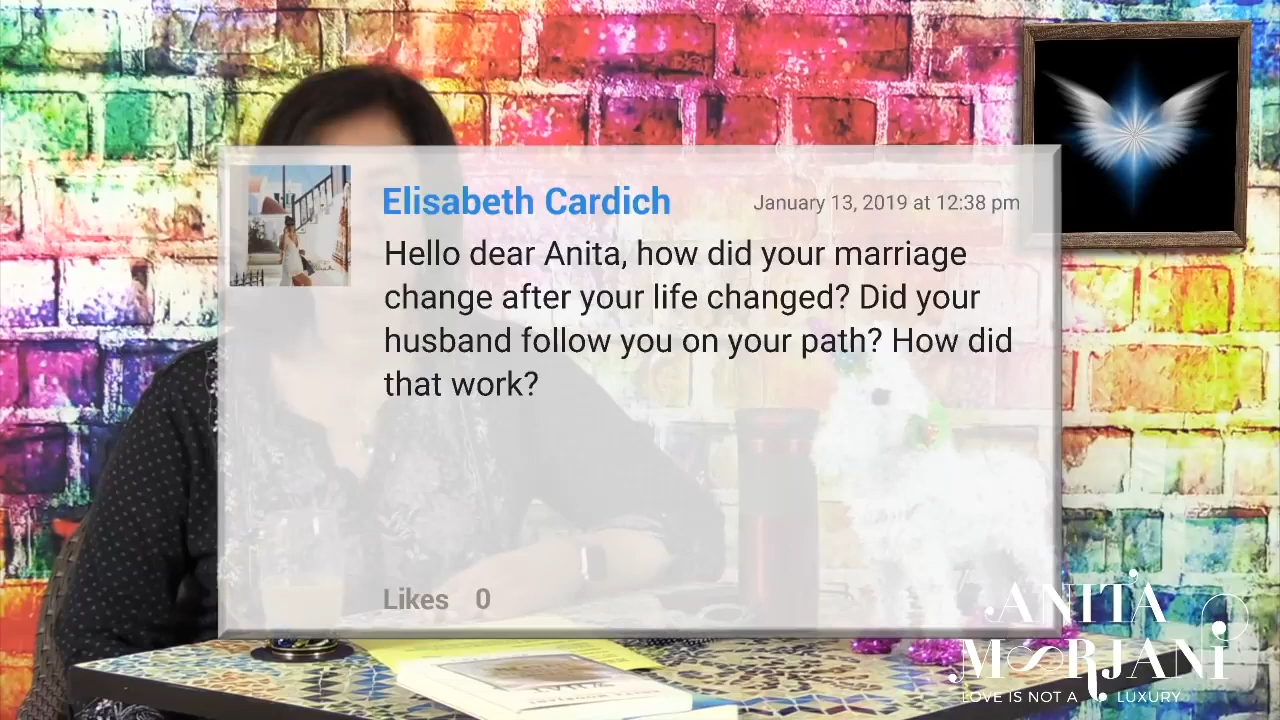 Elisabeth Cardich
January 13, 2019 at 12:38 pm
Hello dear Anita, how did your marriage
change after your life changed? Did your
husband follow you on your path? How did
that work?
Likes 0
ANITA
MOORJANI
LOVE IS NOT A LUXURY